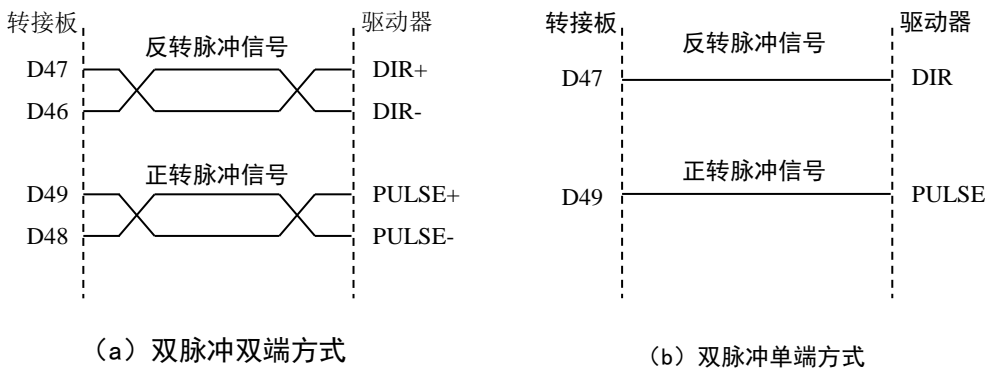 转接板 驱动器
反转脉冲信号
D47 DIR+
D46 DIR-
正转脉冲信号
D49 PULSE+
D48 PULSE-
（a）双脉冲双端方式
转接板 驱动器
反转脉冲信号
D47 DIR
正转脉冲信号
D49 PULSE
（b）双脉冲单端方式